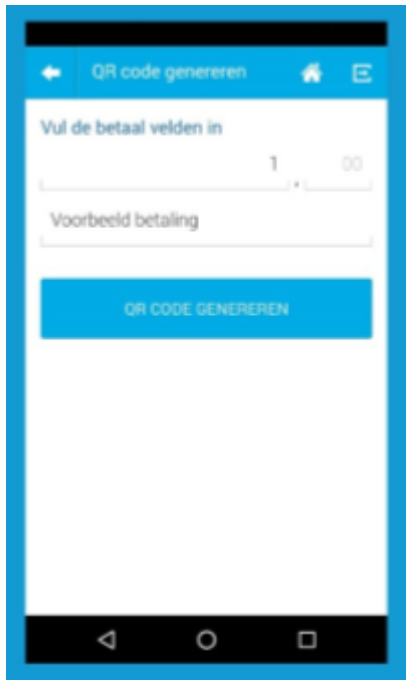 QR code genereren
Vul de betaal velden in
1 , 00
Voorbeeld betaling
QR CODE GENEREREN